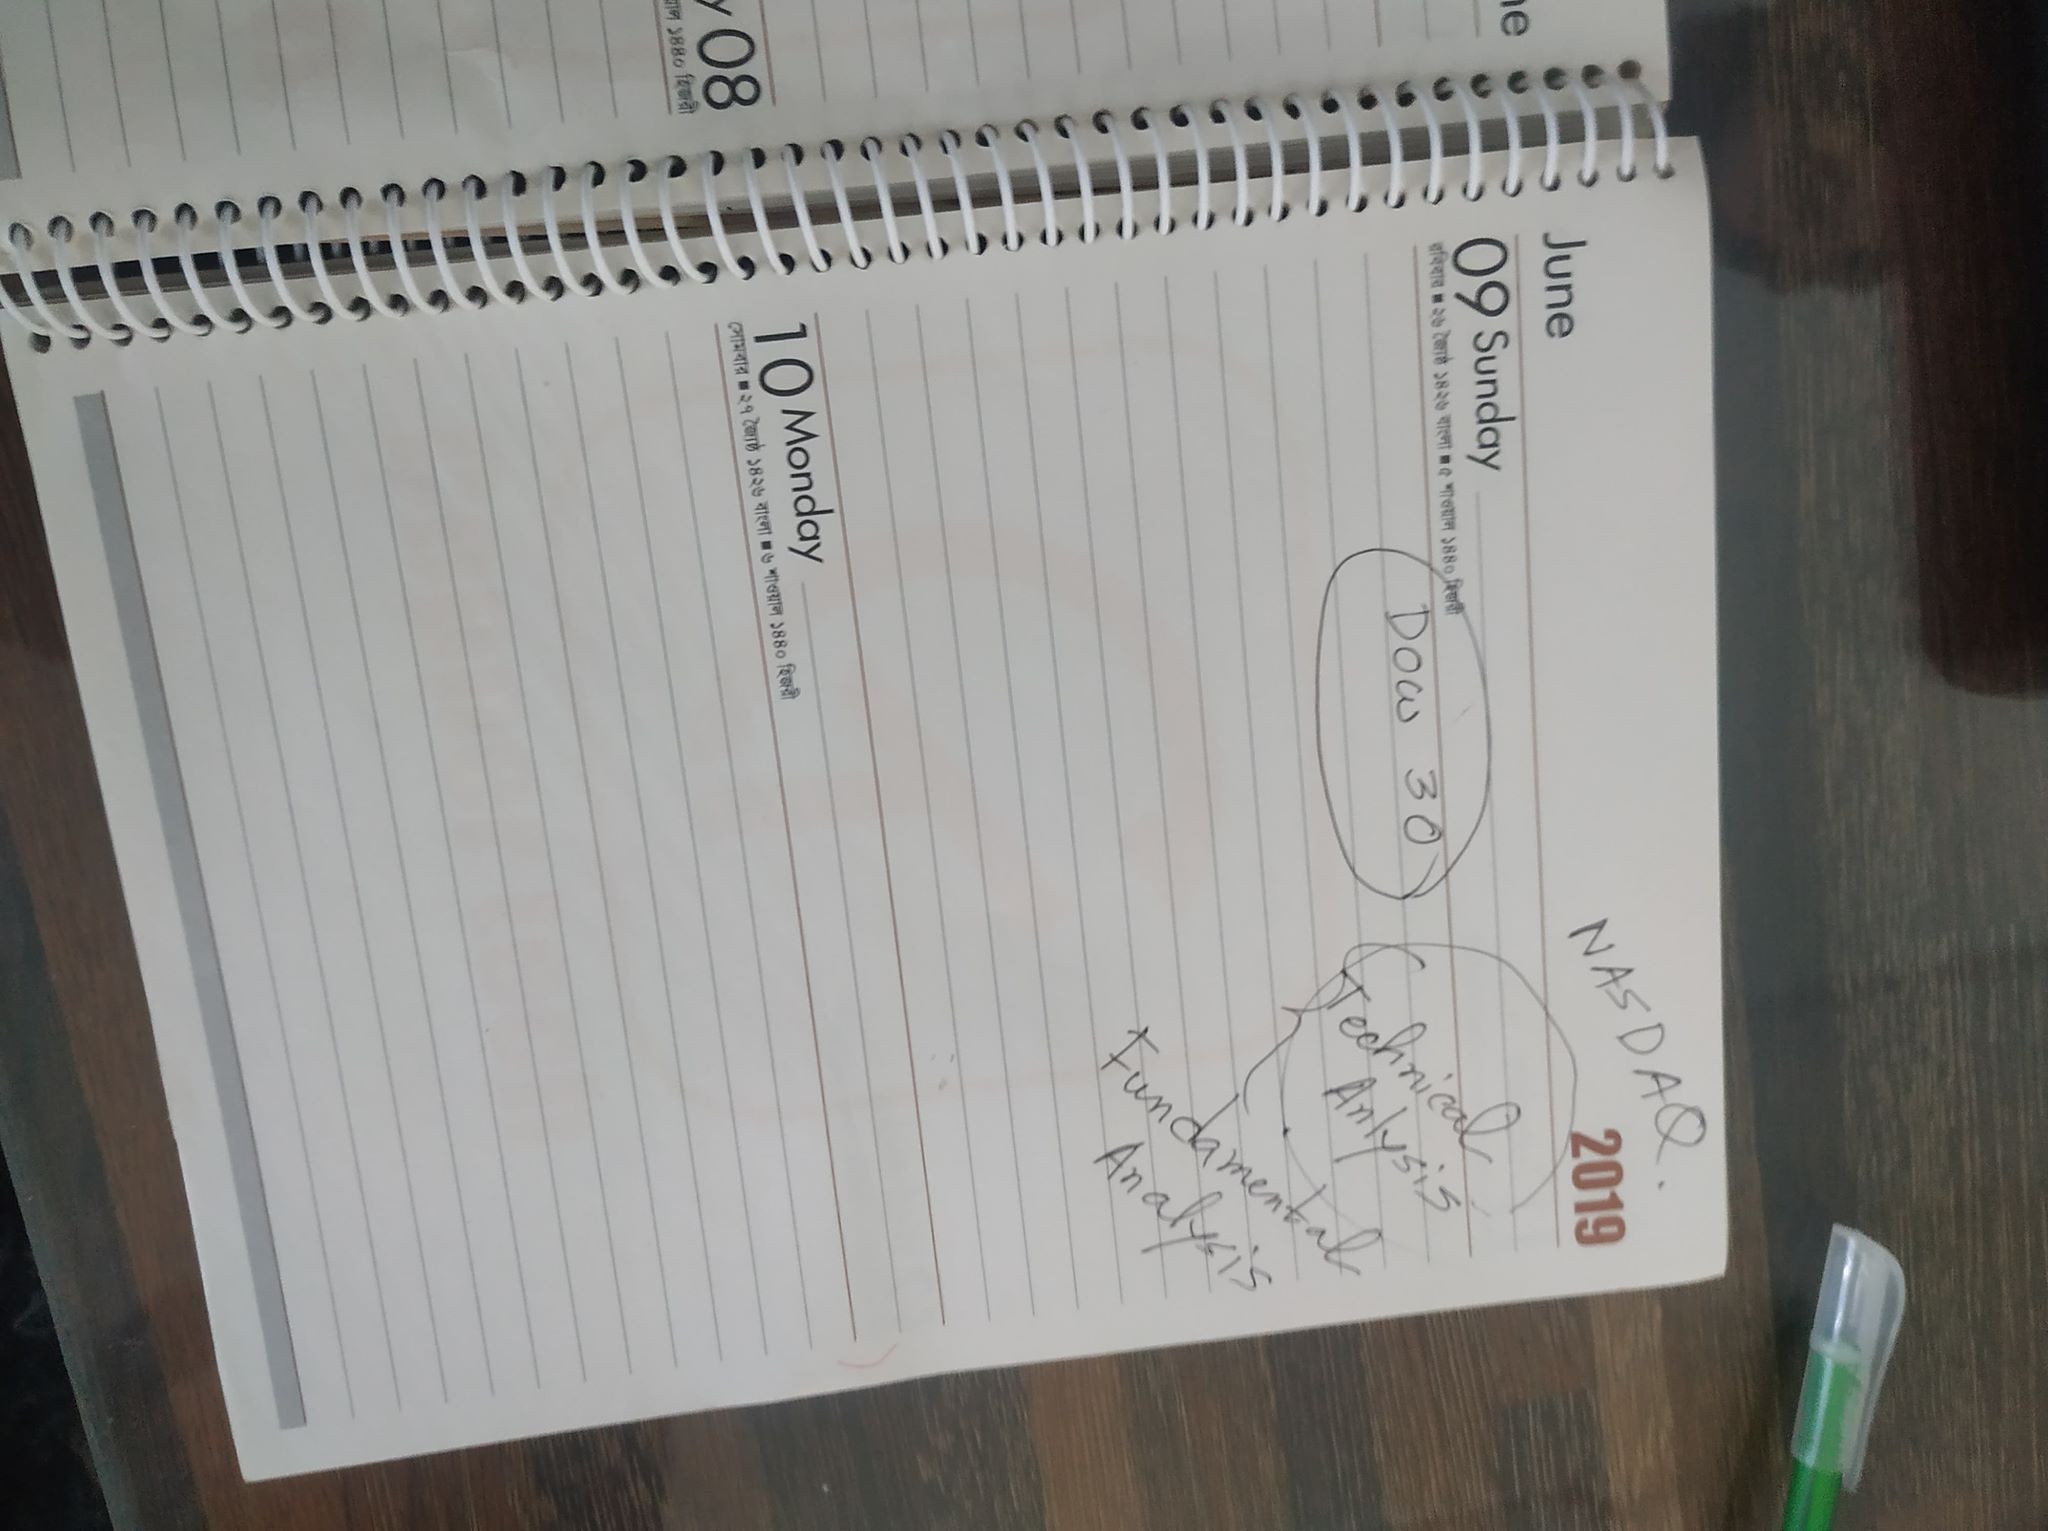 NASDAQ.
2019
June
09 Sunday
রবিবার ■ ২৬ জ্যৈষ্ঠ ১৪২৬ বাংলা ■ ৫ শাওয়াল ১৪৪০ হিজরী
Dow 30
Technical
Anlysis
Fundamental
Analysis
10 Monday
সোমবার ■ ২৭ জ্যৈষ্ঠ ১৪২৬ বাংলা ■ ৬ শাওয়াল ১৪৪০ হিজরী
ne
y 08
১৪৪০ হিজরী